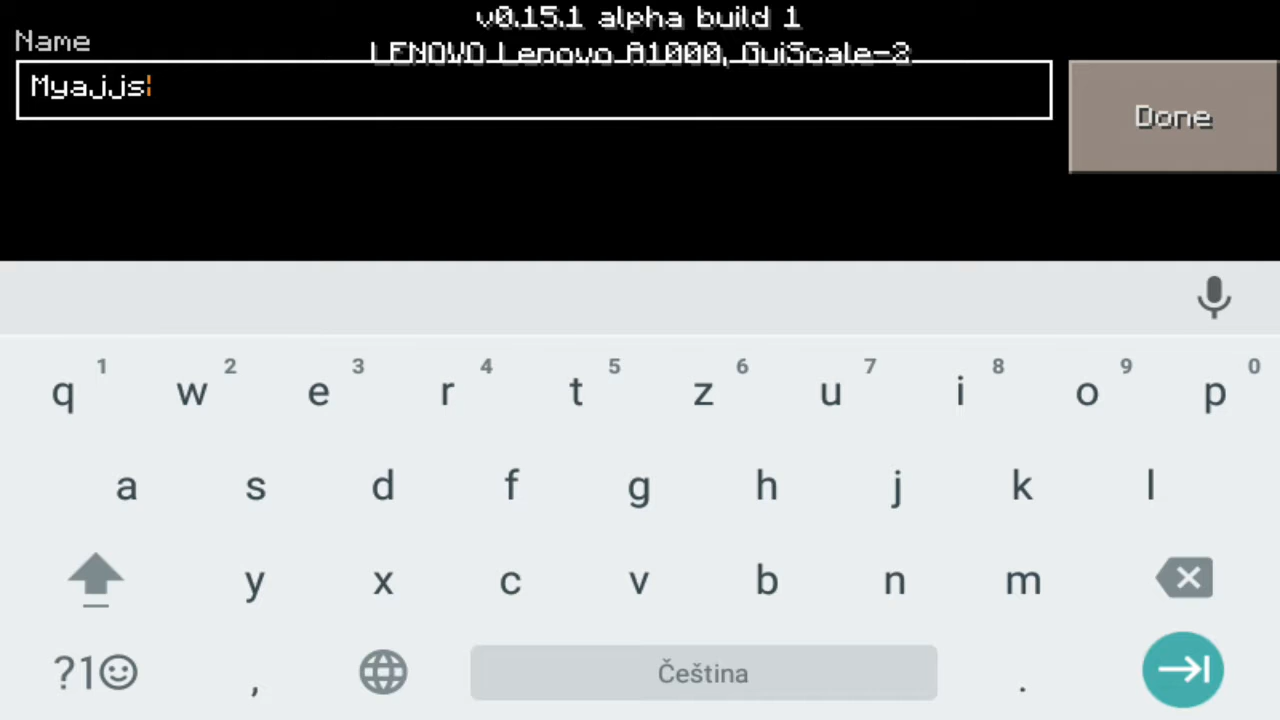 v0.15.1 alpha build 1
Name
LENOVO Lenovo A1000, GuiScale-2
Myajjs
Done
1 2 3 4 5 6 7 8 9 0
q w e r t z u i o p
a s d f g h j k l
y x c v b n m
?1☺ , Čeština .